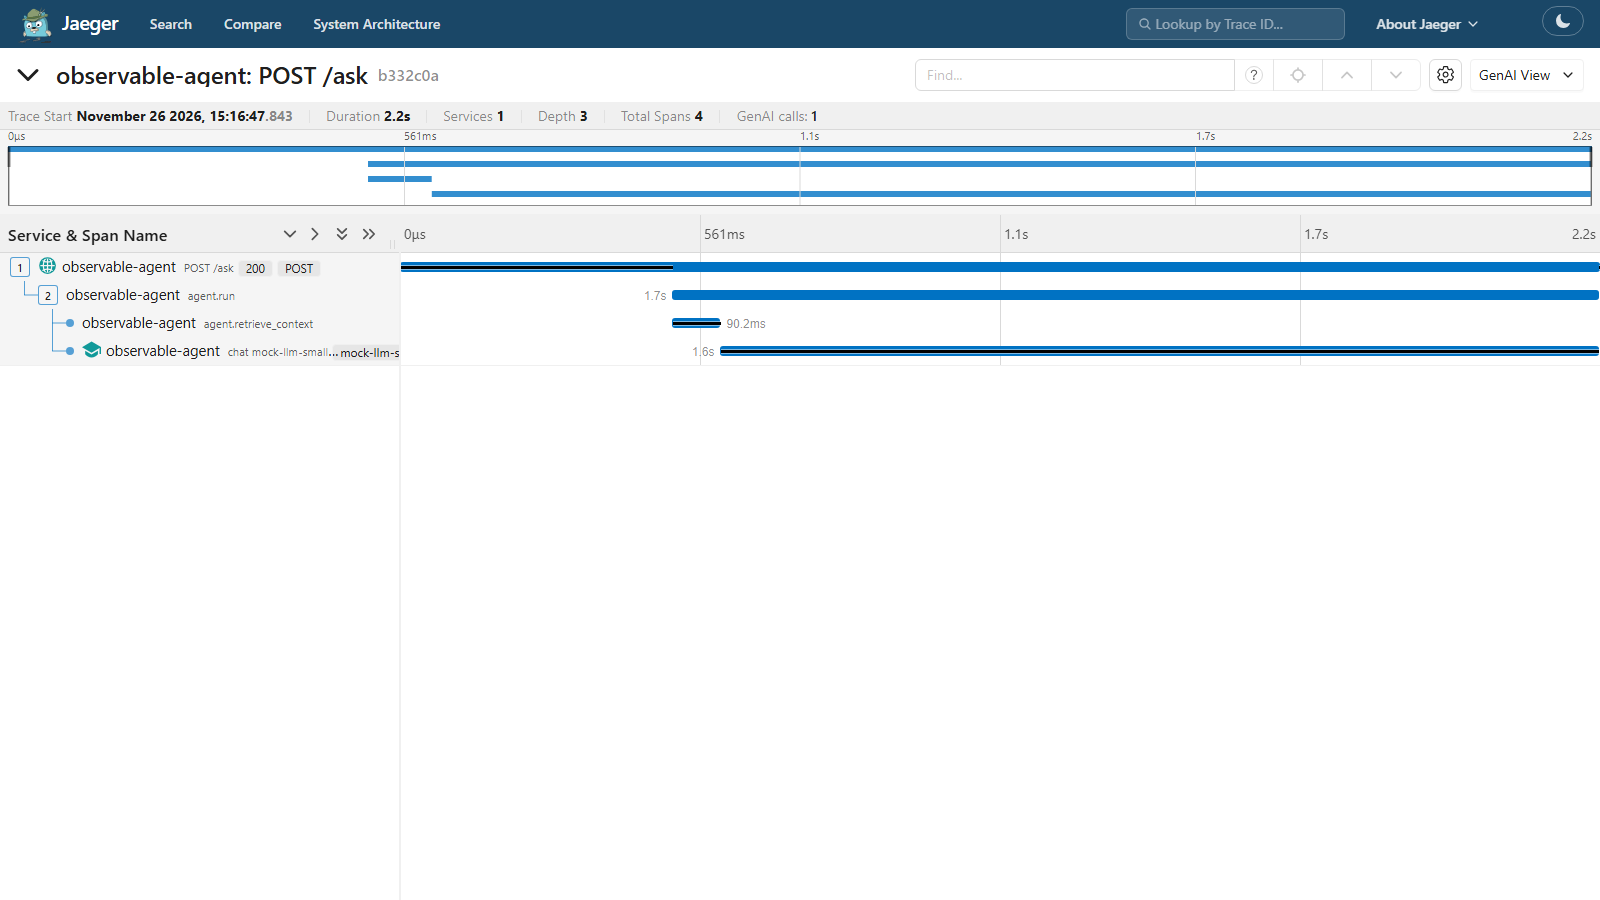 Jaeger Search Compare System Architecture Lookup by Trace ID... About Jaeger
observable-agent: POST /ask b332c0a Find... ? GenAI View
Trace Start November 26 2026, 15:16:47.843 Duration 2.2s Services 1 Depth 3 Total Spans 4 GenAI calls: 1
0μs 561ms 1.1s 1.7s 2.2s
Service & Span Name 0μs 561ms 1.1s 1.7s 2.2s
1 observable-agent POST /ask 200 POST
2 observable-agent agent.run 1.7s
observable-agent agent.retrieve_context 90.2ms
observable-agent chat mock-llm-small... mock-llm-s 1.6s